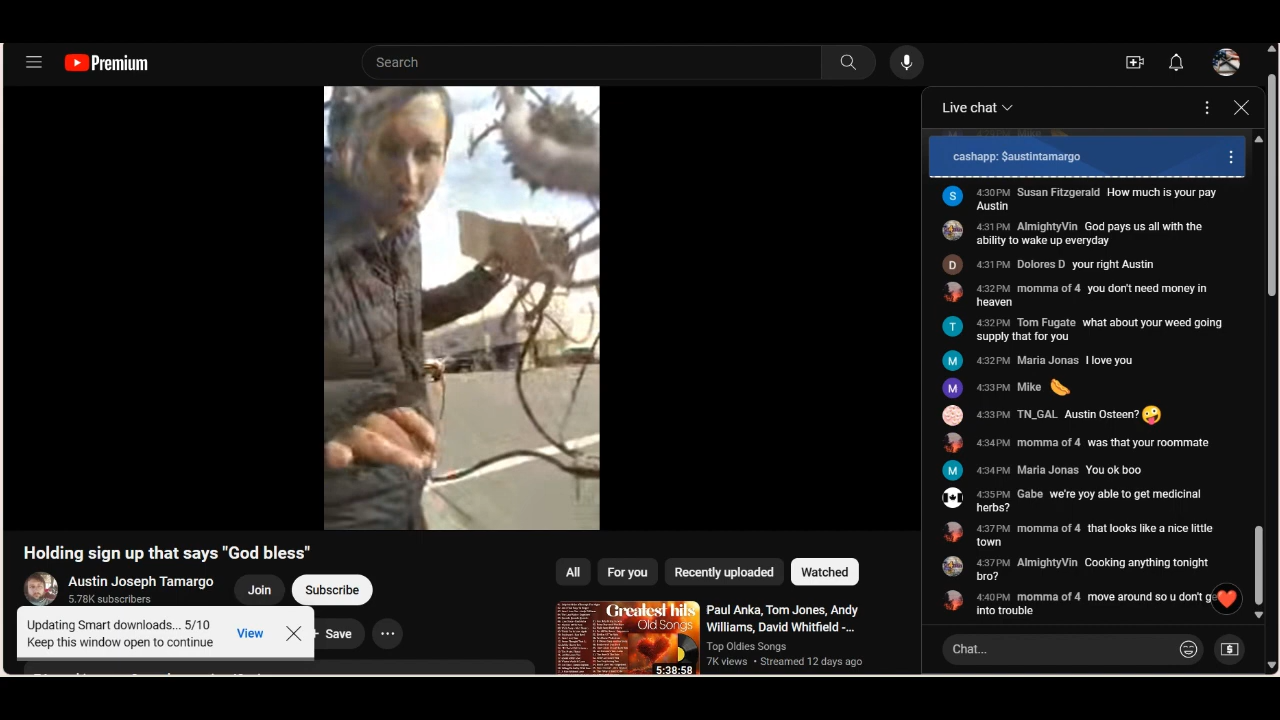 Premium
Search
Live chat
Mike
cashapp: $austintamargo
4:30 PM Susan Fitzgerald How much is your pay
Austin
4:31 PM AlmightyVin God pays us all with the
ability to wake up everyday
D 4:31 PM Dolores D your right Austin
4:32 PM momma of 4 you don't need money in
heaven
4:32 PM Tom Fugate what about your weed going
supply that for you
4:32 PM Maria Jonas I love you
4:33 PM Mike
4:33 PM TN_GAL Austin Osteen?
4:34 PM momma of 4 was that your roommate
4:34 PM Maria Jonas You ok boo
4:35 PM Gabe we're yoy able to get medicinal
herbs?
4:37 PM momma of 4 that looks like a nice little
town
4:37 PM AlmightyVin Cooking anything tonight
bro?
4:40 PM momma of 4 move around so u don't g
into trouble
Chat...
Holding sign up that says "God bless"
Austin Joseph Tamargo
5.78K subscribers
Join
Subscribe
Updating Smart downloads... 5/10
Keep this window open to continue
View
Save
All
For you
Recently uploaded
Watched
Greatest hits
Old Songs
5:38:58
Paul Anka, Tom Jones, Andy
Williams, David Whitfield -...
Top Oldies Songs
7K views • Streamed 12 days ago